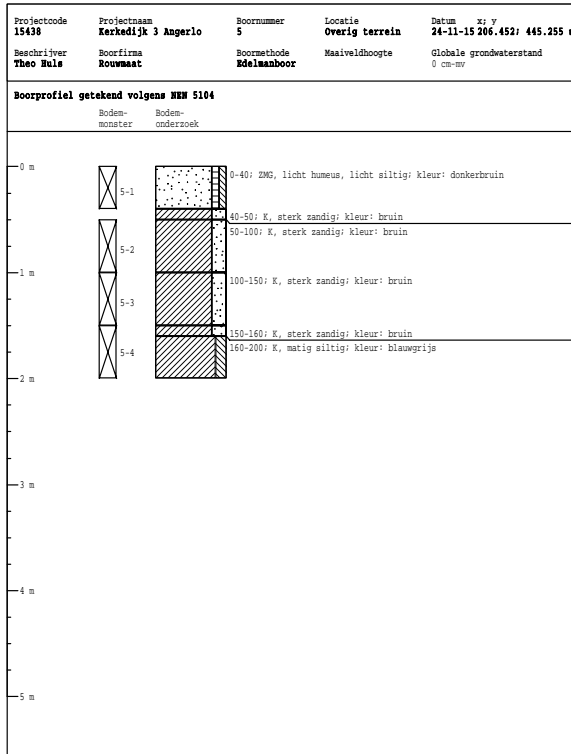 Projectcode Projectnaam Boornummer Locatie Datum x; y
15438 Kerkedijk 3 Angerlo 5 Overig terrein 24-11-15 206.452; 445.255
Beschrijver Boorfirma Boormethode Maaiveldhoogte Globale grondwaterstand
Theo Huls Rouwmaat Edelmanboor 0 cm-mv
Boorprofiel getekend volgens NEN 5104
Bodem- Bodem-
monster onderzoek
0 m
0-40; ZMG, licht humeus, licht siltig; kleur: donkerbruin
5-1
40-50; K, sterk zandig; kleur: bruin
50-100; K, sterk zandig; kleur: bruin
5-2
1 m
100-150; K, sterk zandig; kleur: bruin
5-3
150-160; K, sterk zandig; kleur: bruin
160-200; K, matig siltig; kleur: blauwgrijs
5-4
2 m
3 m
4 m
5 m